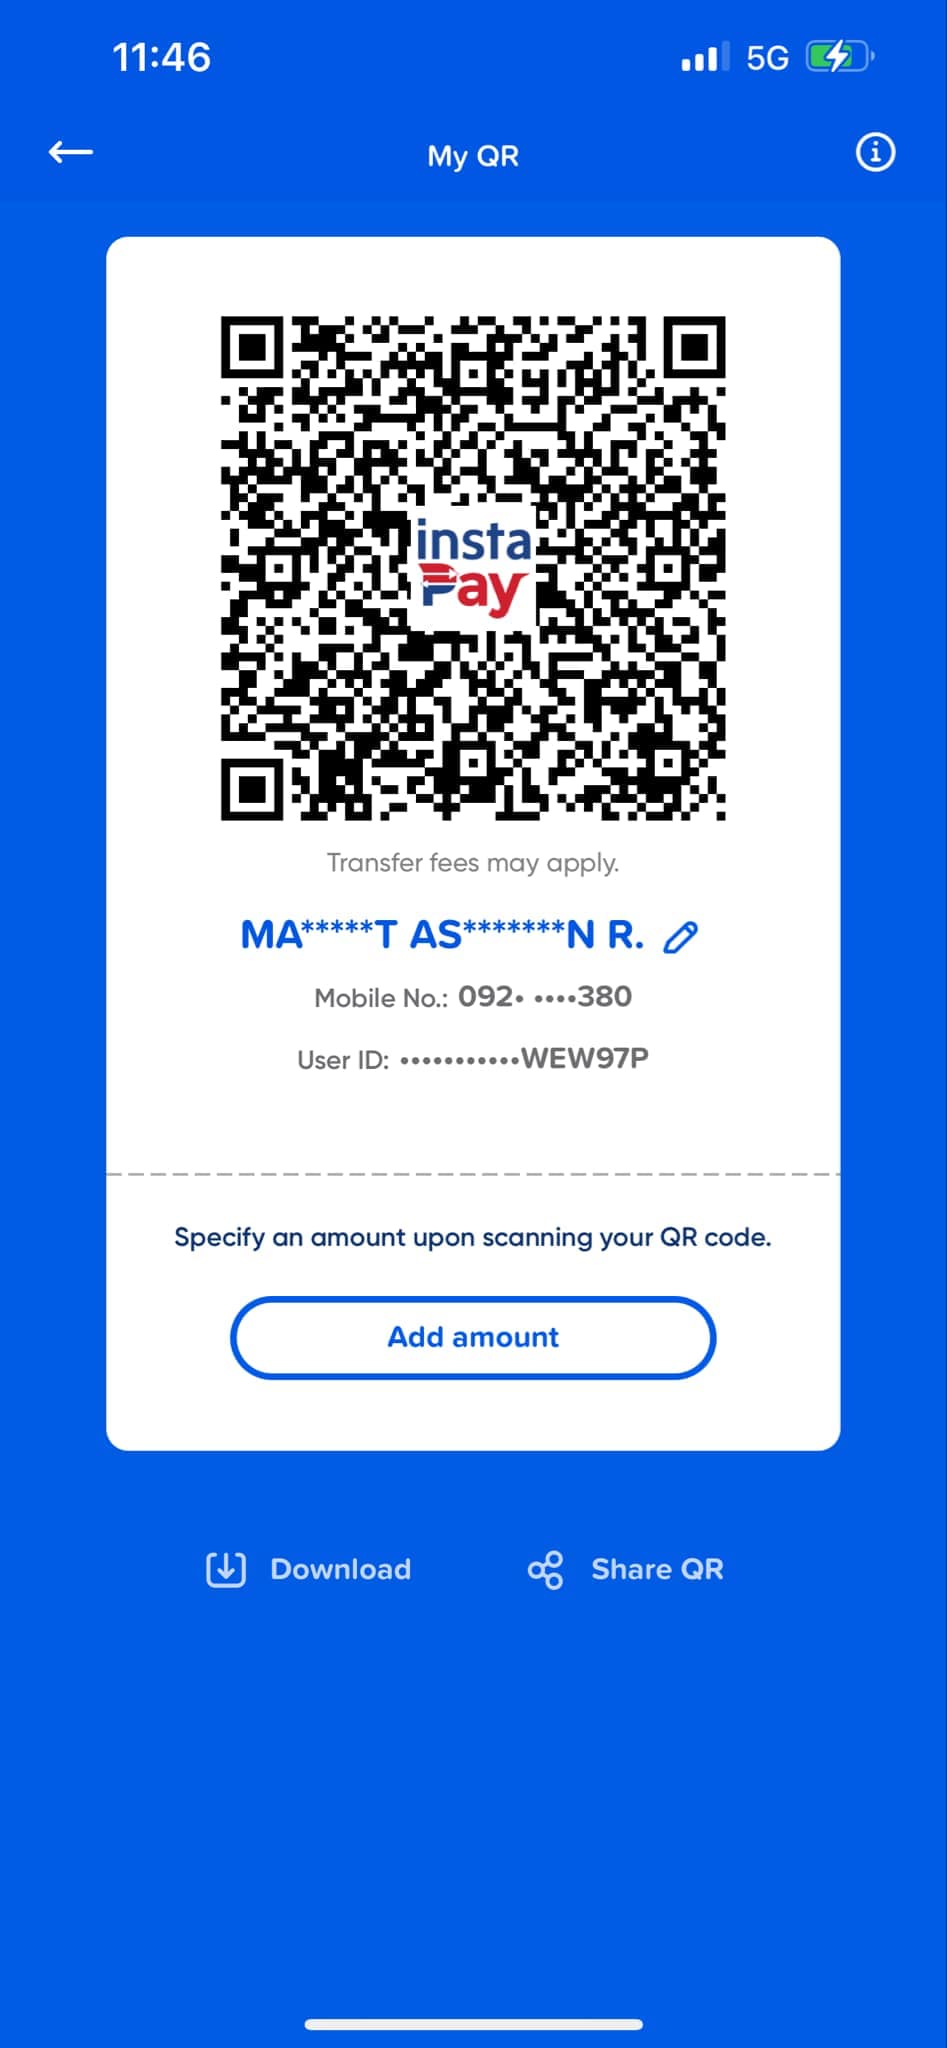 11:46 5G
My QR
insta
Pay
Transfer fees may apply.
MA*****T AS*******N R.
Mobile No.: 092• ••••380
User ID: •••••••••••WEW97P
Specify an amount upon scanning your QR code.
Add amount
Download Share QR